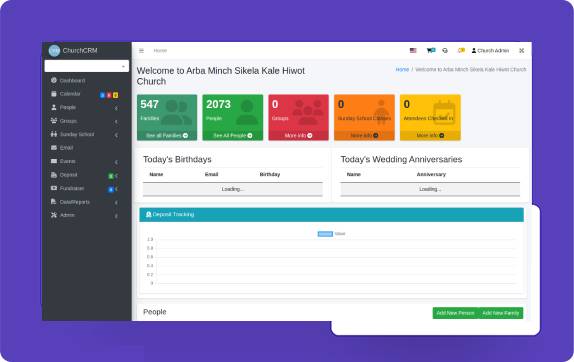 ChurchCRM
Home
Church Admin
Welcome to Arba Minch Sikela Kale Hiwot
Church
Home / Welcome to Arba Minch Sikela Kale Hiwot Church
Dashboard
Calendar
People
Groups
Sunday School
Email
Events
Deposit
Fundraiser
Data/Reports
Admin
547
Families
See all Families
2073
People
See All People
0
Groups
More info
0
Sunday School Classes
More info
0
Attendees Checked In
More info
Today's Birthdays
Name Email Birthday
Loading...
Today's Wedding Anniversaries
Name Anniversary
Loading...
Deposit Tracking
1.0
0.8
0.6
0.4
0.2
0
People
Add New Person Add New Family